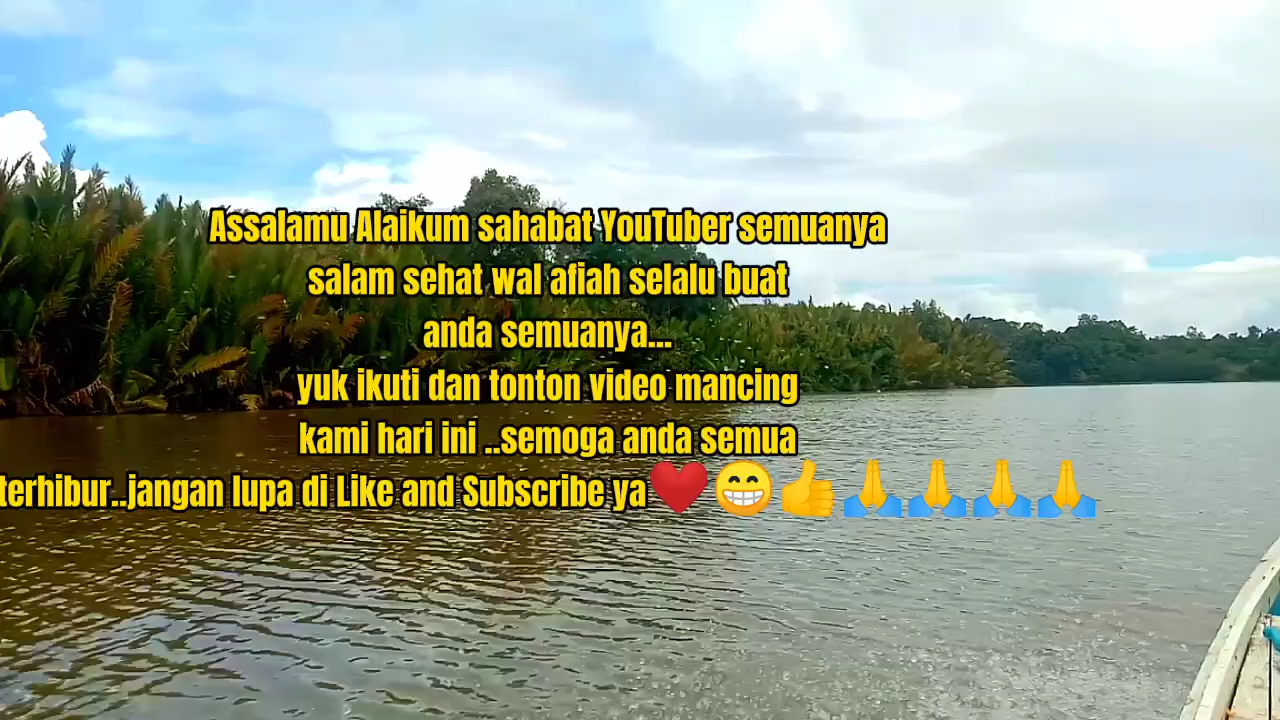 Assalamu Alaikum sahabat YouTuber semuanya
salam sehat wal afiah selalu buat
anda semuanya...
yuk ikuti dan tonton video mancing
kami hari ini ..semoga anda semua
terhibur..jangan lupa di Like and Subscribe ya❤️😁👍🙏🙏🙏🙏